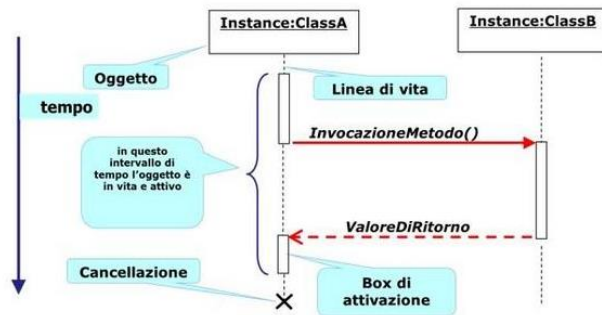 Instance:ClassA
Instance:ClassB
Oggetto
Linea di vita
tempo
InvocazioneMetodo()
in questo
intervallo di
tempo l'oggetto è
in vita e attivo
ValoreDiRitorno
Cancellazione
Box di
attivazione